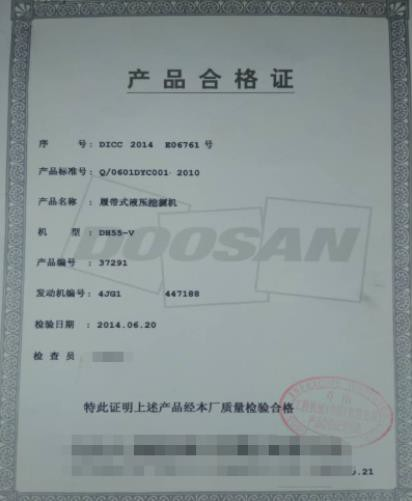 产品合格证
序 号: DICC 2014 E06761 号
产品标准号: Q/0601DYC001-2010
产品名称 : 履带式液压挖掘机
机 型 : DH55-V
DOOSAN
产品编号 : 37291
发动机编号: 4JG1 447188
检验日期 : 2014.06.20
检 查 员 :
特此证明上述产品经本厂质量检验合格
.21